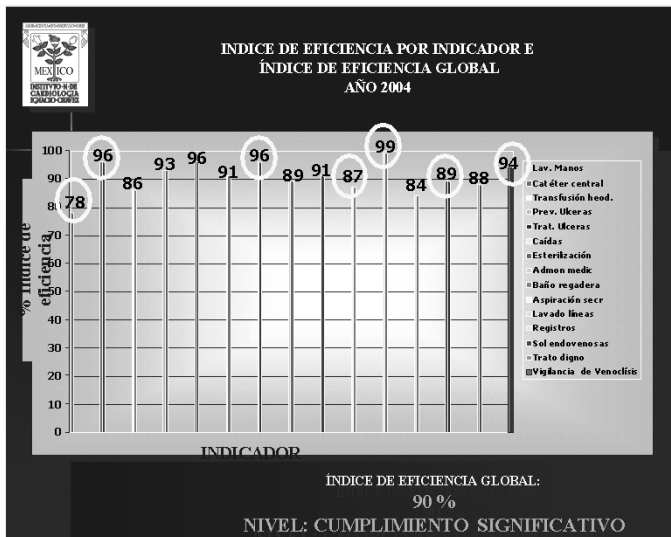 MEXICO
INSTITVTO·N·DE
CARDIOLOGIA
IGNACIO·CHAVEZ
INDICE DE EFICIENCIA POR INDICADOR E
ÍNDICE DE EFICIENCIA GLOBAL
AÑO 2004
% Indice de
eficiencia
100
90
80
70
60
50
40
30
20
10
0
78
96
86
93
96
91
96
89
91
87
99
84
89
88
94
Lav. Manos
Catéter central
Transfusión heod.
Prev. Ulceras
Trat. Ulceras
Caídas
Esterilización
Admon medic
Baño regadera
Aspiración secr
Lavado líneas
Registros
Sol endovenosas
Trato digno
Vigilancia de Venoclísis
INDICADOR
ÍNDICE DE EFICIENCIA GLOBAL:
90 %
NIVEL: CUMPLIMIENTO SIGNIFICATIVO